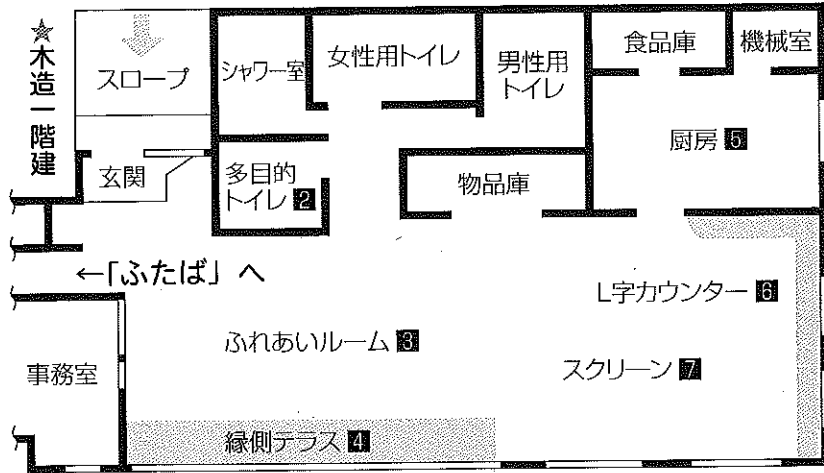 ★木造一階建
スロープ
シャワー室
女性用トイレ
男性用
トイレ
食品庫
機械室
玄関
多目的
トイレ 2
物品庫
厨房 5
←「ふたば」へ
L字カウンター 6
ふれあいルーム 3
スクリーン 7
事務室
縁側テラス 4